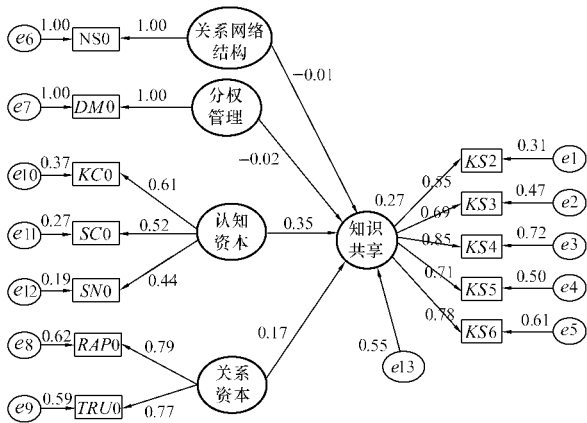 e6 1.00 NS0 1.00 关系网络
结构
-0.01
e7 1.00 DM0 1.00 分权
管理
-0.02
e10 0.37 KC0 0.61
e11 0.27 SC0 0.52 认知
资本
0.35
e12 0.19 SN0 0.44
e8 0.62 RAP0 0.79
e9 0.59 TRU0 0.77
关系
资本
0.17
0.27
知识
共享
0.55 e13
0.55 KS2 0.31 e1
0.69 KS3 0.47 e2
0.85 KS4 0.72 e3
0.71 KS5 0.50 e4
0.78 KS6 0.61 e5